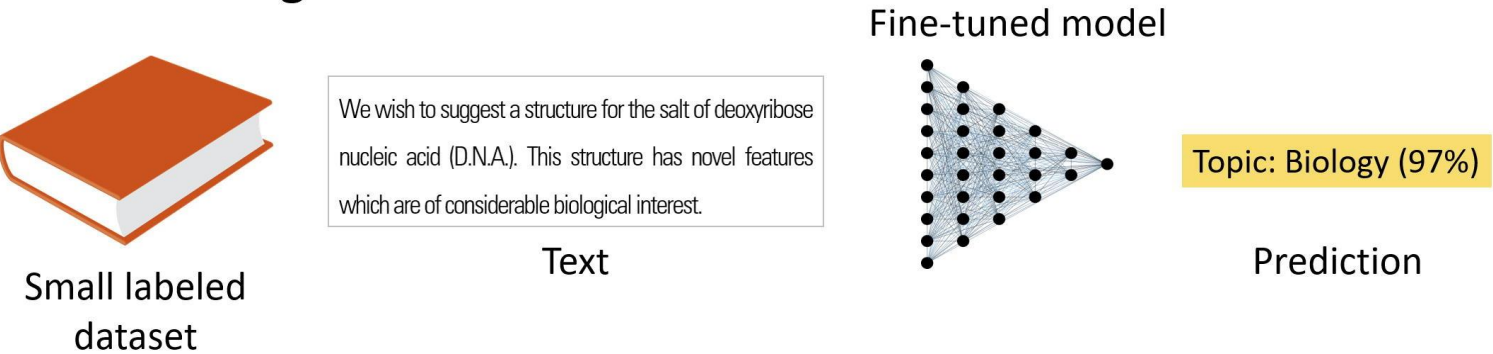 Fine-tuned model
We wish to suggest a structure for the salt of deoxyribose
nucleic acid (D.N.A.). This structure has novel features
which are of considerable biological interest.
Topic: Biology (97%)
Text
Prediction
Small labeled
dataset